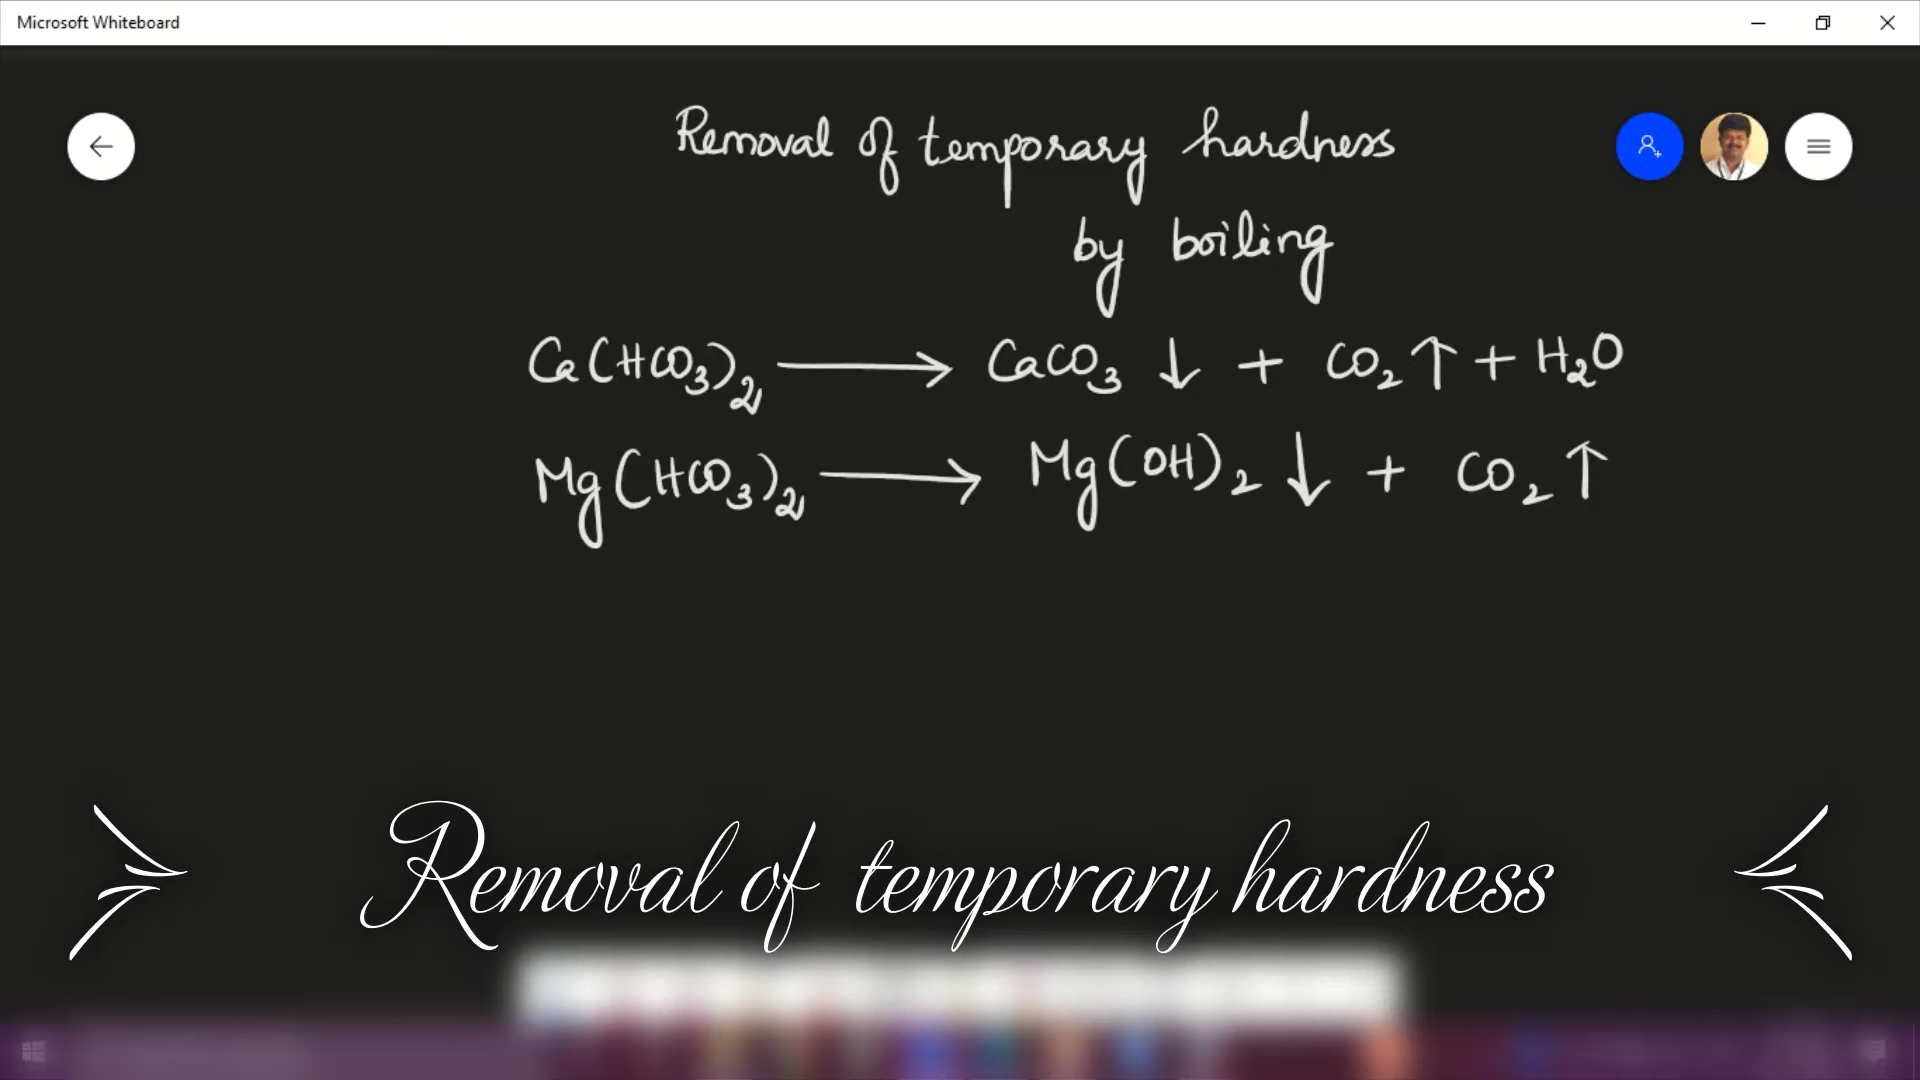 Microsoft Whiteboard
Removal of temporary hardness
by boiling
Ca(HCO₃)₂ ⟶ CaCO₃ ↓ + CO₂ ↑ + H₂O
Mg(HCO₃)₂ ⟶ Mg(OH)₂ ↓ + CO₂ ↑
Removal of temporary hardness